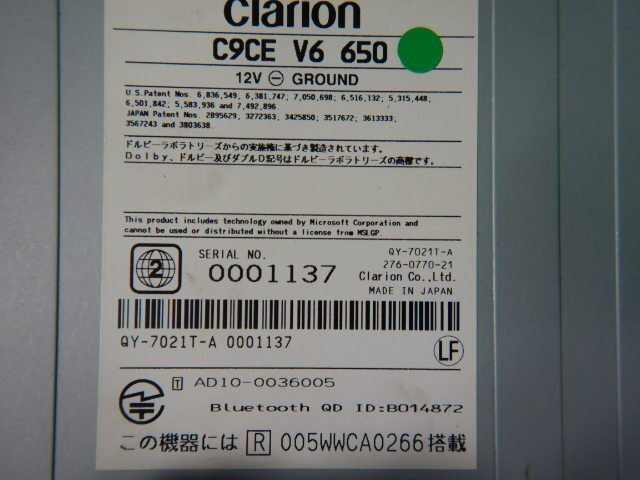 Clarion
C9CE V6 650
12V ⊖ GROUND
U.S.Patent Nos. 6,836,549; 6,381,747; 7,050,698; 6,516,132; 5,315,448,
6,501,842; 5,583,936 and 7,492,896
JAPAN Patent Nos. 2895629; 3272363; 3425850; 3517672; 3613333;
3567243 and 3803638
ドルビーラボラトリーズからの実施権に基づき製造されています。
Dolby、ドルビー及びダブルD記号はドルビーラボラトリーズの商標です。
This product includes technology owned by Microsoft Corporation and
cannot be used or distributed without a license from MSLGP.
2 SERIAL NO. 0001137
QY-7021T-A
276-0770-21
Clarion Co.,Ltd.
MADE IN JAPAN
QY-7021T-A 0001137
LF
T AD10-0036005
Bluetooth QD ID:B014872
この機器には R 005WWCA0266搭載